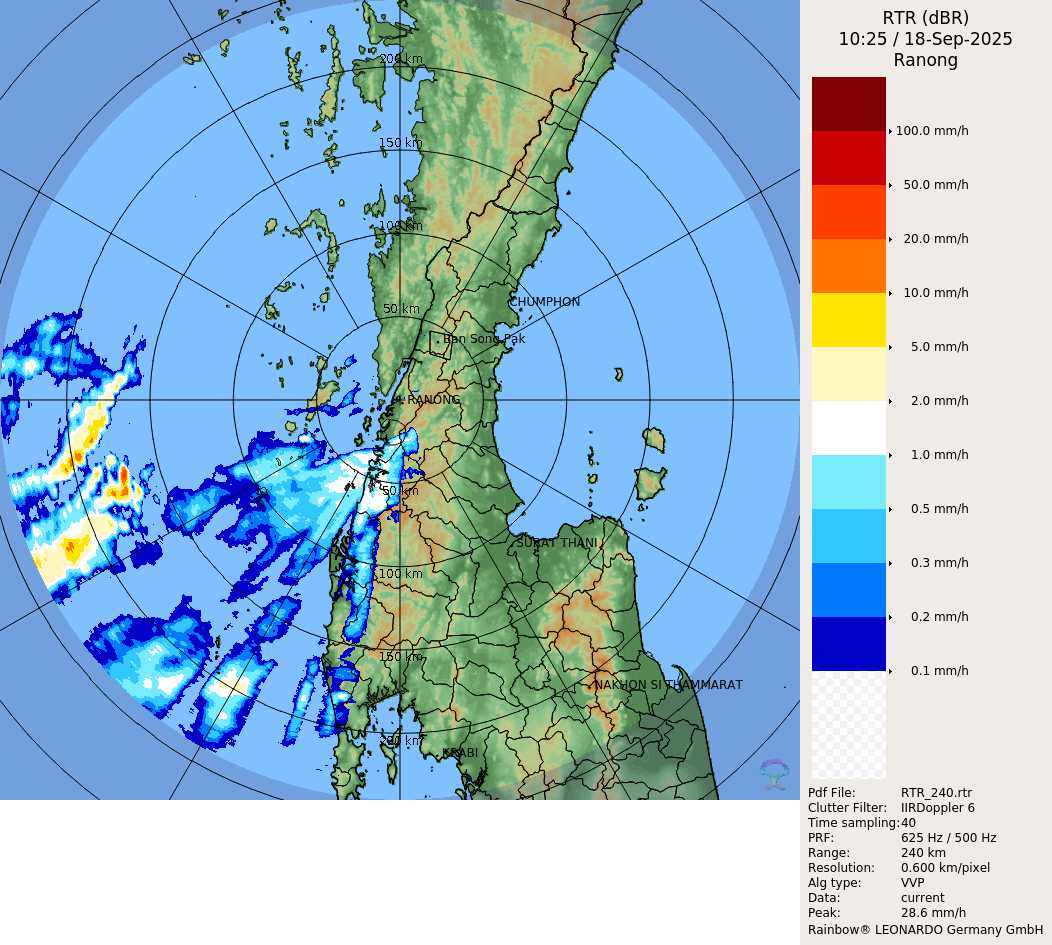 RTR (dBR)
10:25 / 18-Sep-2025
Ranong
200 km
150 km
100 km
50 km
CHUMPHON
Ban Song Pak
RANONG
50 km
SURAT THANI
100 km
150 km
NAKHON SI THAMMARAT
200 km
KRABI
100.0 mm/h
50.0 mm/h
20.0 mm/h
10.0 mm/h
5.0 mm/h
2.0 mm/h
1.0 mm/h
0.5 mm/h
0.3 mm/h
0.2 mm/h
0.1 mm/h
Pdf File: RTR_240.rtr
Clutter Filter: IIRDoppler 6
Time sampling:40
PRF: 625 Hz / 500 Hz
Range: 240 km
Resolution: 0.600 km/pixel
Alg type: VVP
Data: current
Peak: 28.6 mm/h
Rainbow® LEONARDO Germany GmbH